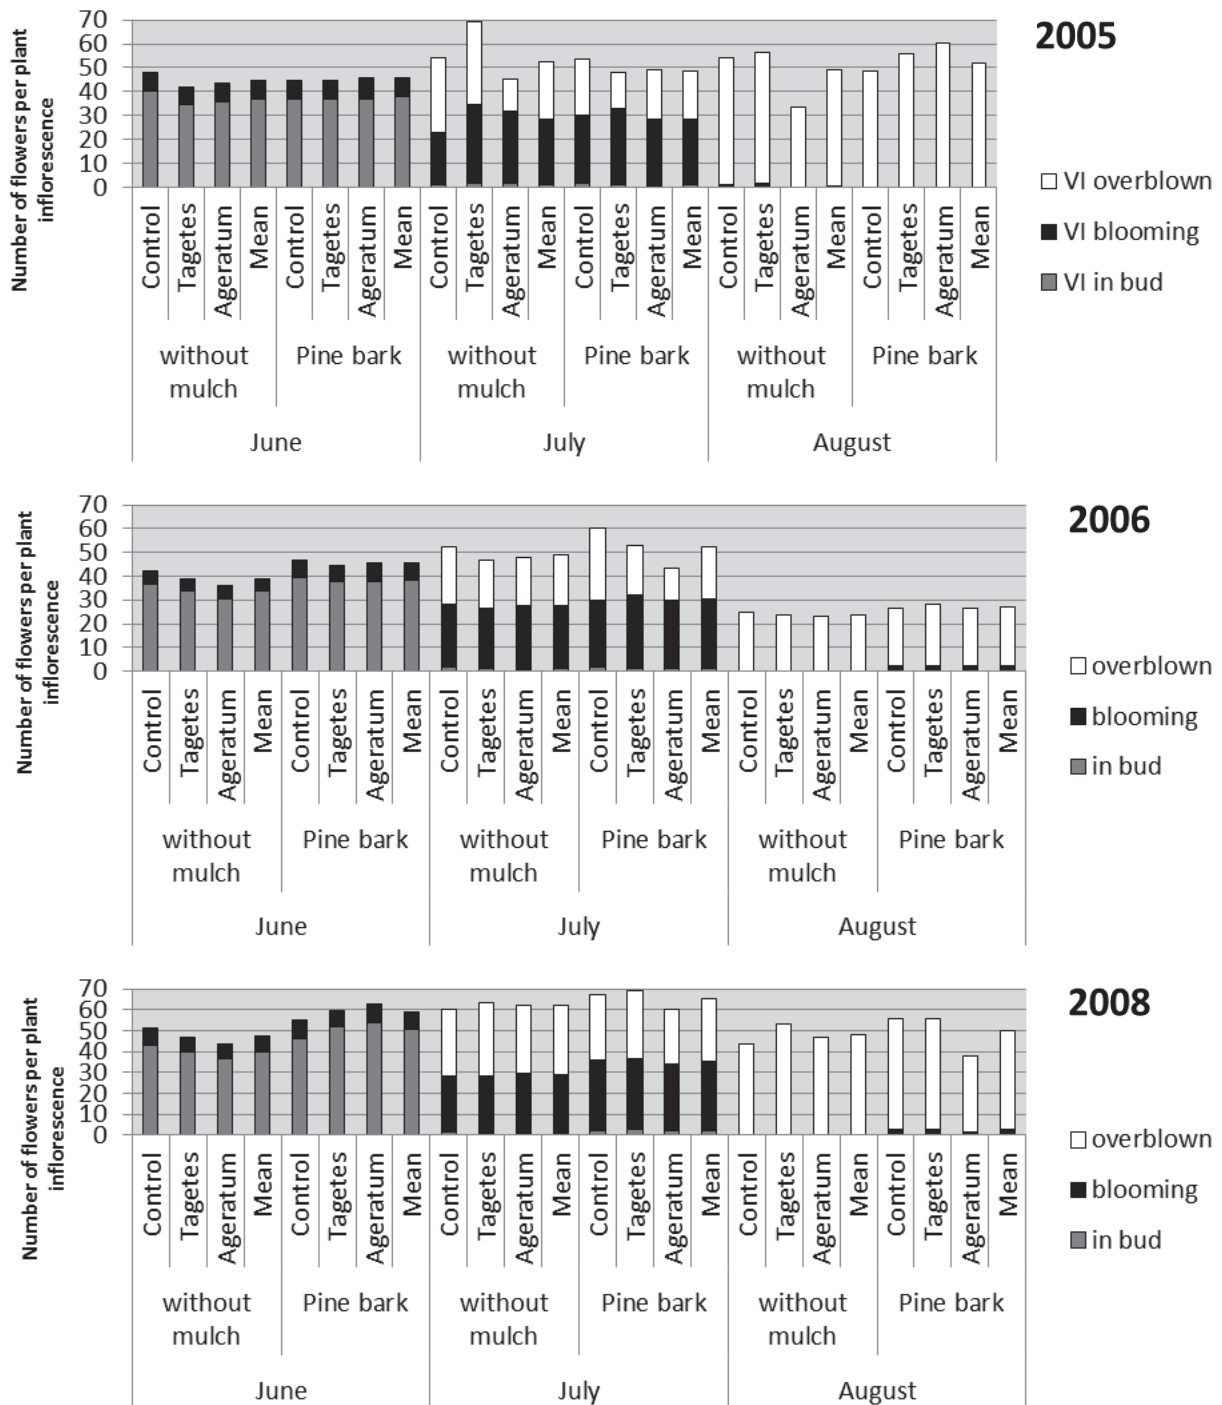 2005
Number of flowers per plant
inflorescence
70
60
50
40
30
20
10
0
Control Tagetes Ageratum Mean Control Tagetes Ageratum Mean Control Tagetes Ageratum Mean Control Tagetes Ageratum Mean Control Tagetes Ageratum Mean Control Tagetes Ageratum Mean
without mulch Pine bark without mulch Pine bark without mulch Pine bark
June July August
VI overblown
VI blooming
VI in bud
2006
Number of flowers per plant
inflorescence
70
60
50
40
30
20
10
0
Control Tagetes Ageratum Mean Control Tagetes Ageratum Mean Control Tagetes Ageratum Mean Control Tagetes Ageratum Mean Control Tagetes Ageratum Mean Control Tagetes Ageratum Mean
without mulch Pine bark without mulch Pine bark without mulch Pine bark
June July August
overblown
blooming
in bud
2008
Number of flowers per plant
inflorescence
70
60
50
40
30
20
10
0
Control Tagetes Ageratum Mean Control Tagetes Ageratum Mean Control Tagetes Ageratum Mean Control Tagetes Ageratum Mean Control Tagetes Ageratum Mean Control Tagetes Ageratum Mean
without mulch Pine bark without mulch Pine bark without mulch Pine bark
June July August
overblown
blooming
in bud